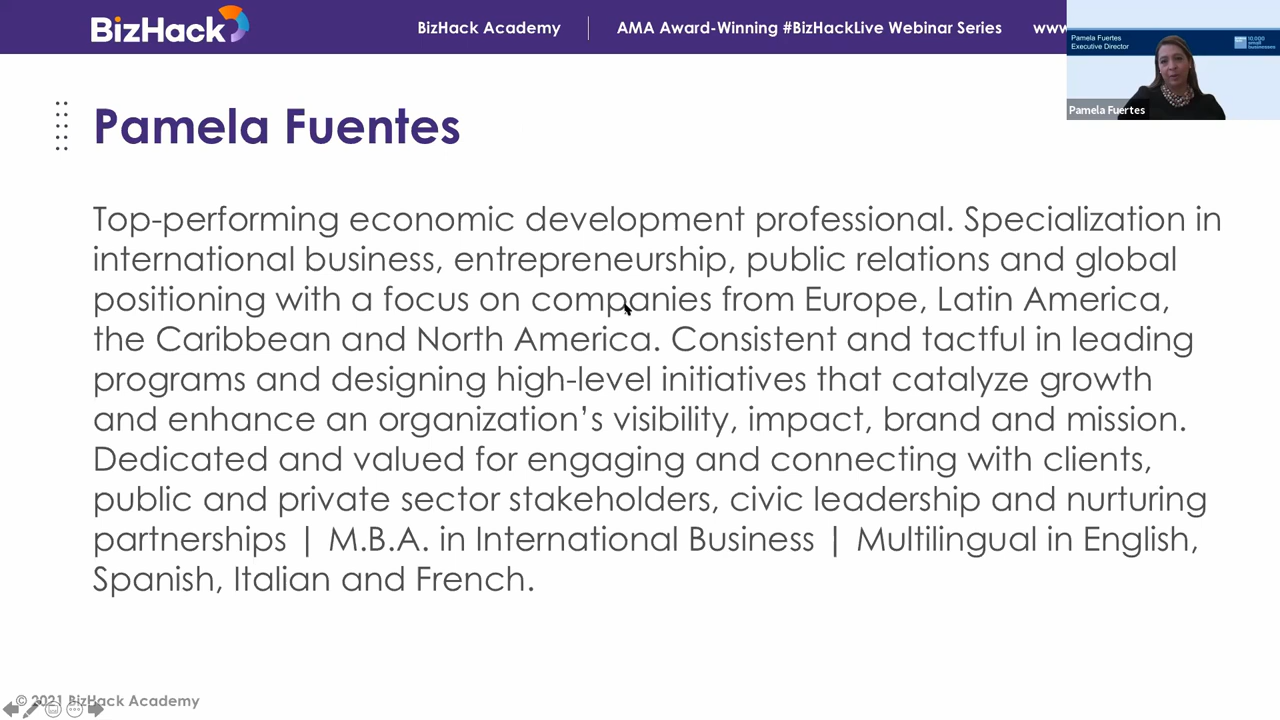 BizHack
BizHack Academy
AMA Award-Winning #BizHackLive Webinar Series
www
Pamela Fuertes
Executive Director
10,000
small
businesses
Pamela Fuertes
Pamela Fuentes
Top-performing economic development professional. Specialization in
international business, entrepreneurship, public relations and global
positioning with a focus on companies from Europe, Latin America,
the Caribbean and North America. Consistent and tactful in leading
programs and designing high-level initiatives that catalyze growth
and enhance an organization’s visibility, impact, brand and mission.
Dedicated and valued for engaging and connecting with clients,
public and private sector stakeholders, civic leadership and nurturing
partnerships | M.B.A. in International Business | Multilingual in English,
Spanish, Italian and French.
© 2021 BizHack Academy